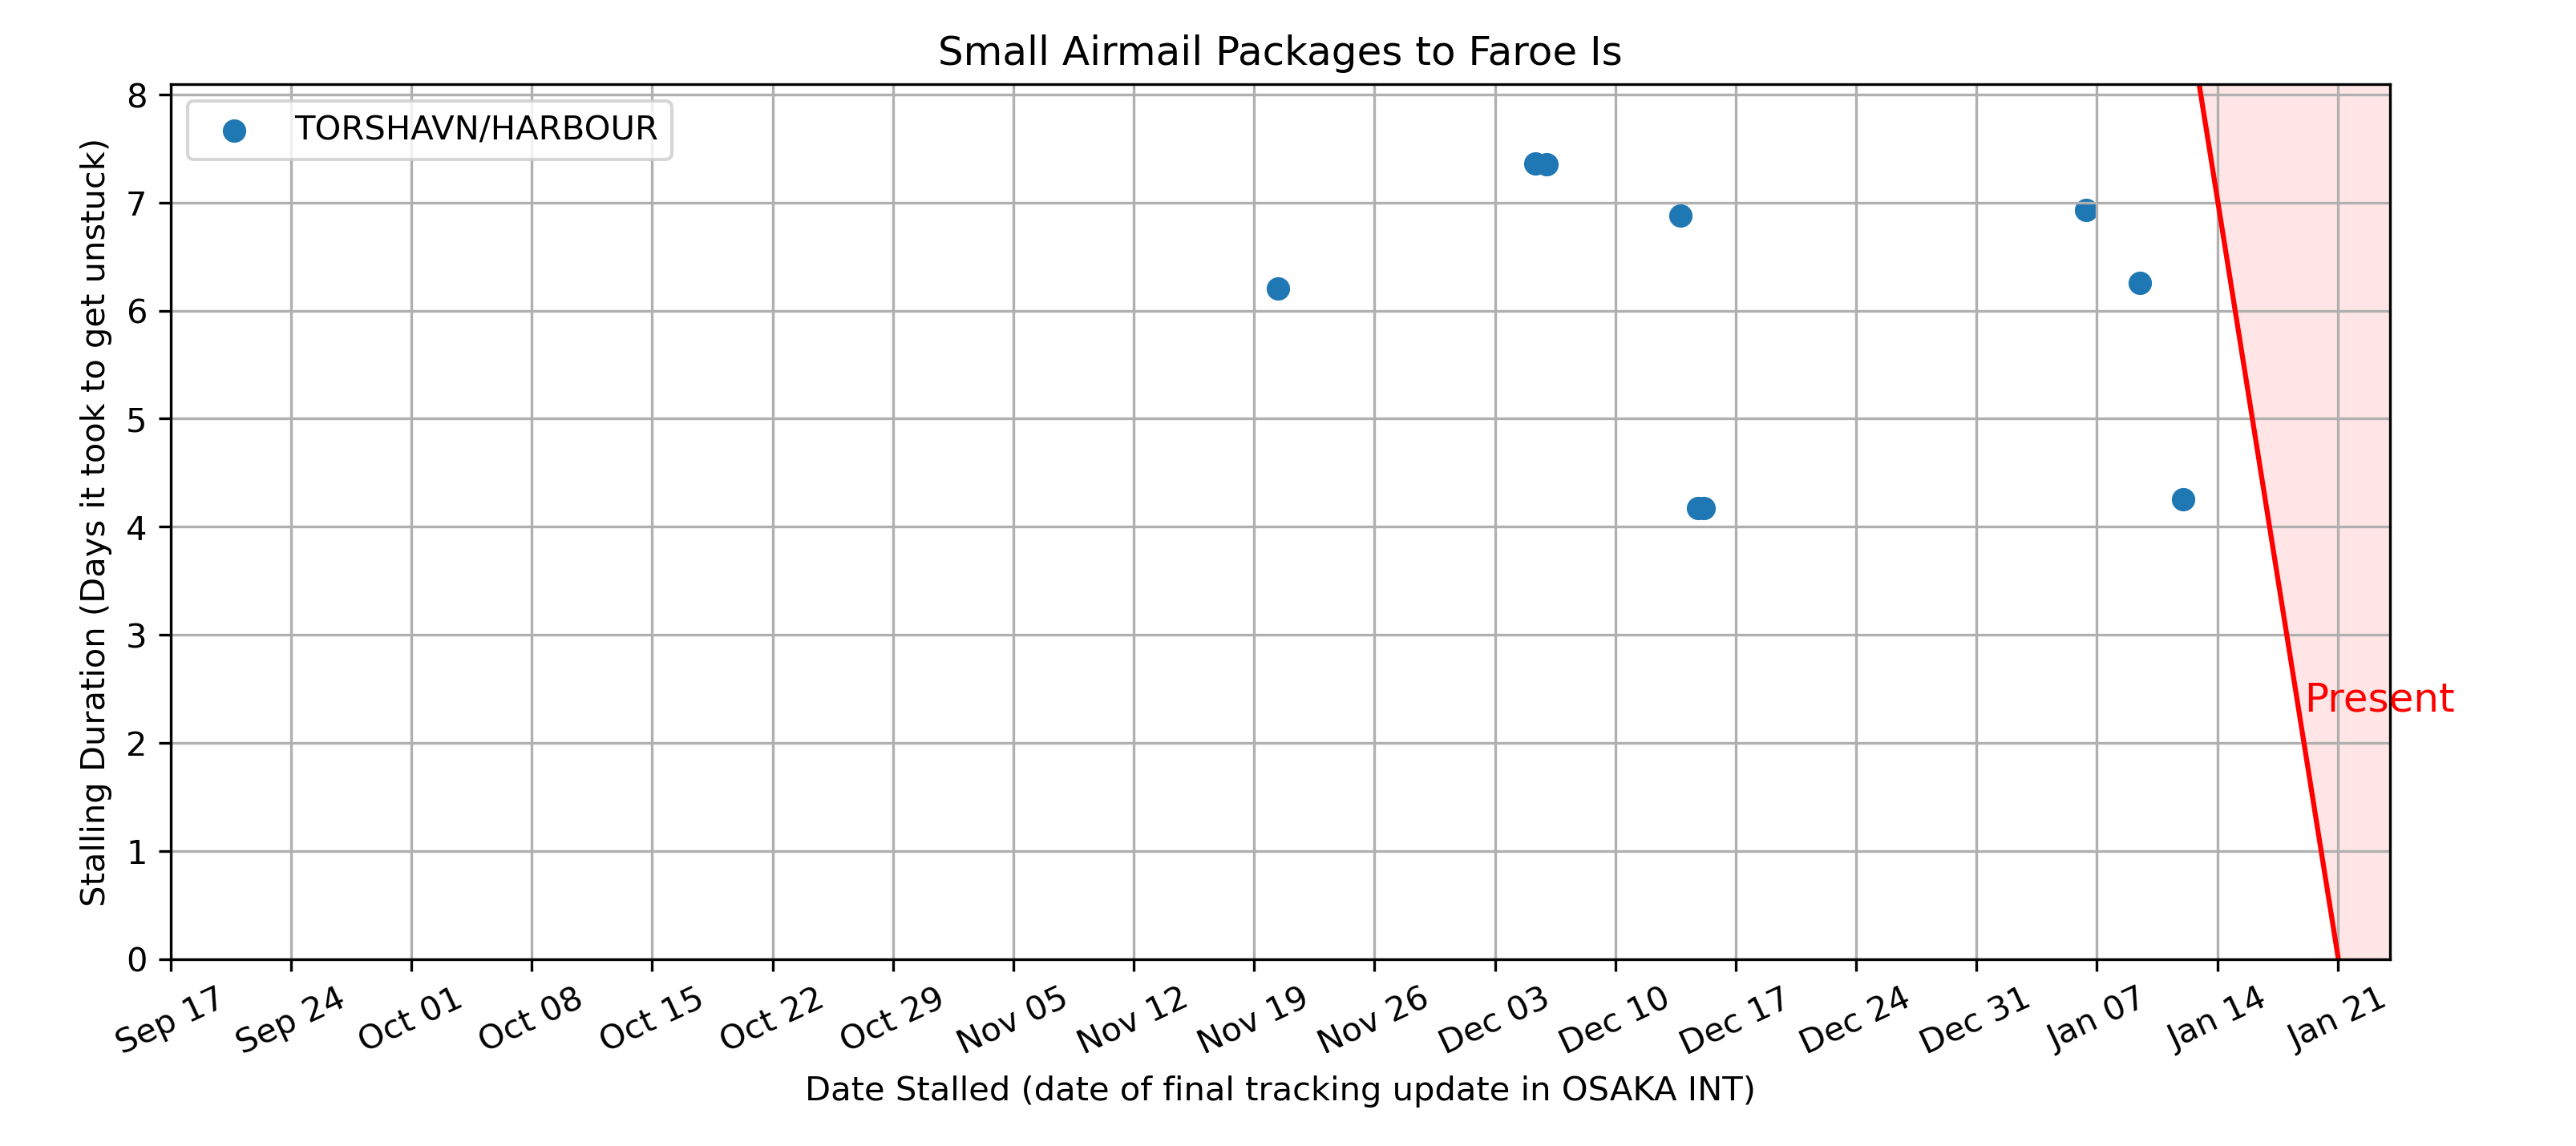 Small Airmail Packages to Faroe Is
TORSHAVN/HARBOUR
Stalling Duration (Days it took to get unstuck)
8
7
6
5
4
3
2
1
0
Present
Sep 17 Sep 24 Oct 01 Oct 08 Oct 15 Oct 22 Oct 29 Nov 05 Nov 12 Nov 19 Nov 26 Dec 03 Dec 10 Dec 17 Dec 24 Dec 31 Jan 07 Jan 14 Jan 21
Date Stalled (date of final tracking update in OSAKA INT)